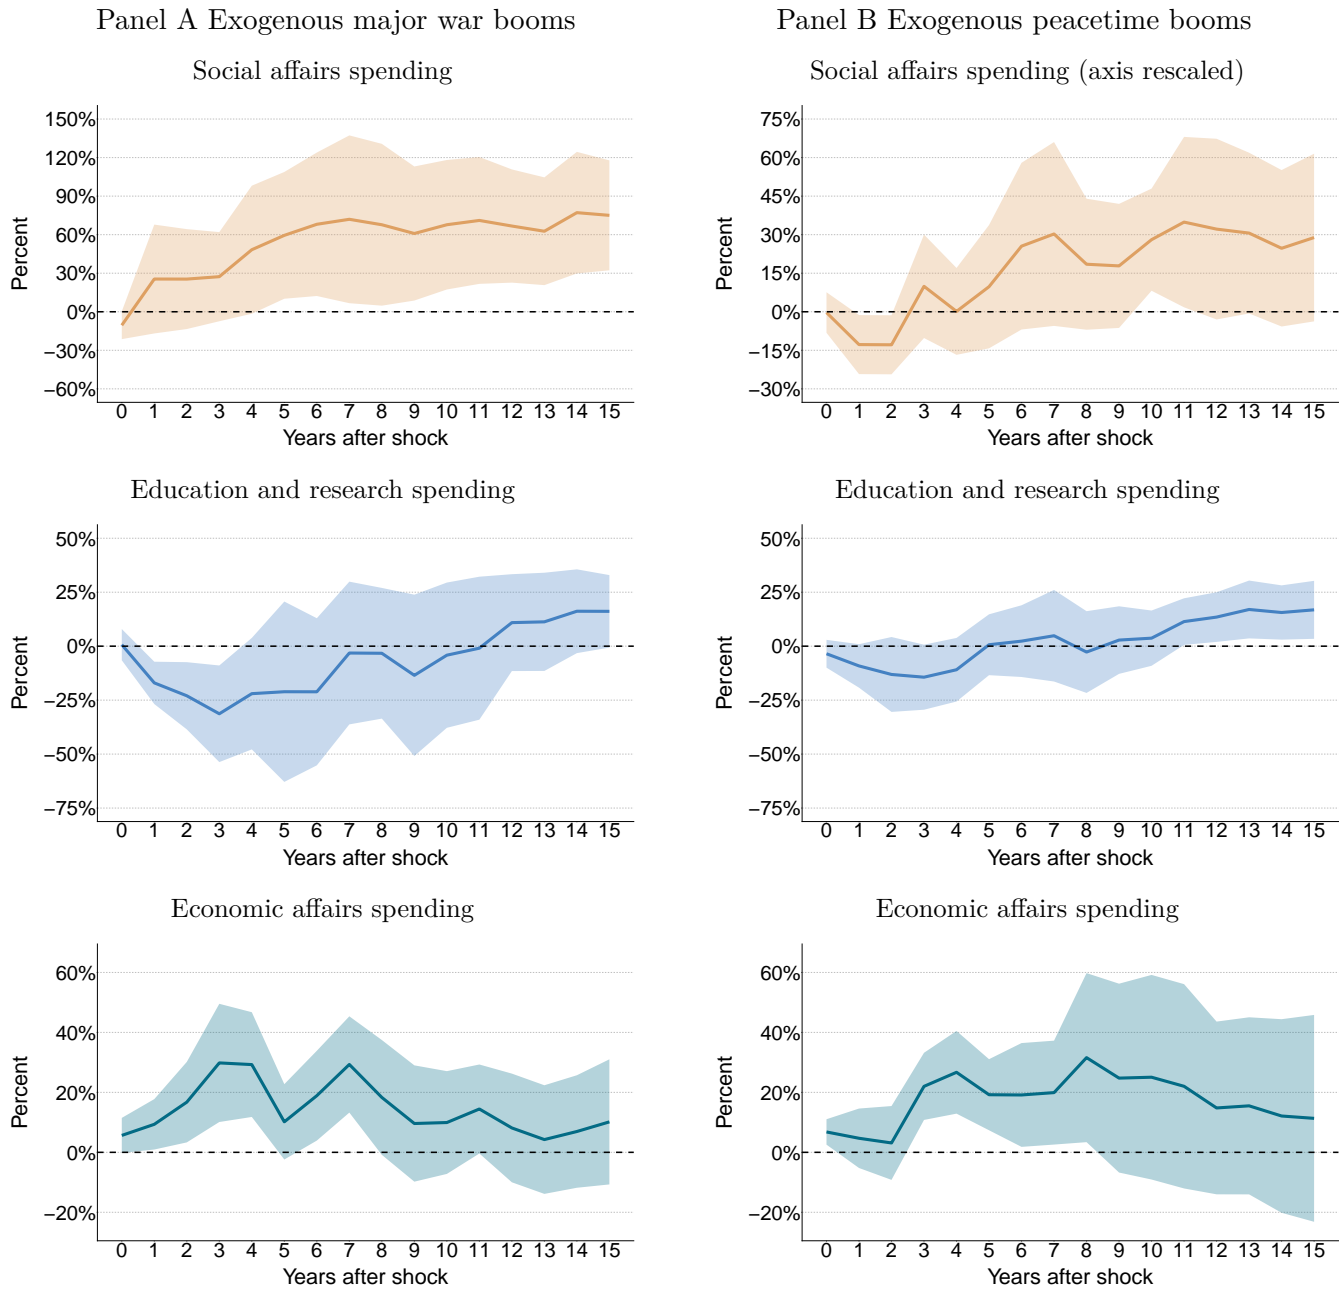 Panel A Exogenous major war booms
Social affairs spending
150%
120%
90%
60%
30%
0%
−30%
−60%
Percent
0 1 2 3 4 5 6 7 8 9 10 11 12 13 14 15
Years after shock
Education and research spending
50%
25%
0%
−25%
−50%
−75%
Percent
0 1 2 3 4 5 6 7 8 9 10 11 12 13 14 15
Years after shock
Economic affairs spending
60%
40%
20%
0%
−20%
Percent
0 1 2 3 4 5 6 7 8 9 10 11 12 13 14 15
Years after shock
Panel B Exogenous peacetime booms
Social affairs spending (axis rescaled)
75%
60%
45%
30%
15%
0%
−15%
−30%
Percent
0 1 2 3 4 5 6 7 8 9 10 11 12 13 14 15
Years after shock
Education and research spending
50%
25%
0%
−25%
−50%
−75%
Percent
0 1 2 3 4 5 6 7 8 9 10 11 12 13 14 15
Years after shock
Economic affairs spending
60%
40%
20%
0%
−20%
Percent
0 1 2 3 4 5 6 7 8 9 10 11 12 13 14 15
Years after shock